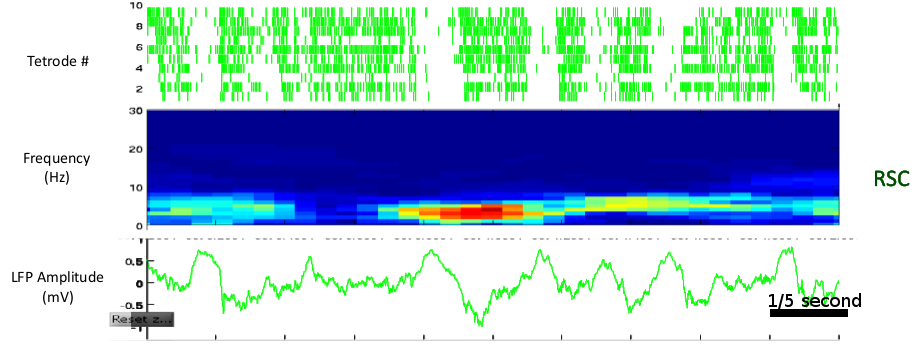 10
8
Tetrode # 6
4
2
30
Frequency 20
(Hz) 10
RSC
0
0.5
LFP Amplitude 0
(mV) -0.5
1/5 second
Reset z...